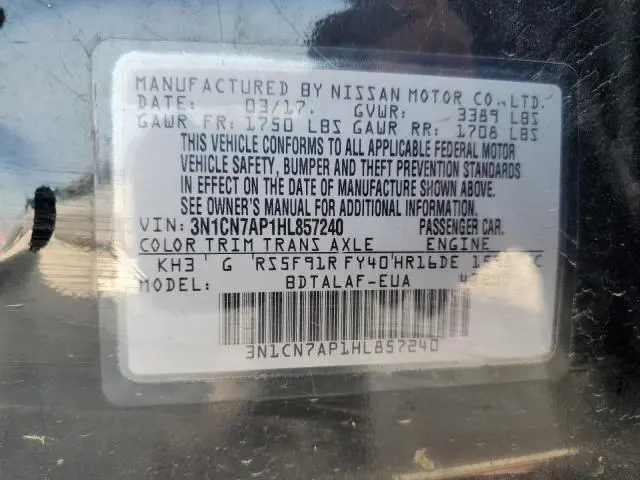 MANUFACTURED BY NISSAN MOTOR CO., LTD.
DATE: 03/17. GVWR: 3389 LBS
GAWR FR: 1750 LBS GAWR RR: 1708 LBS
THIS VEHICLE CONFORMS TO ALL APPLICABLE FEDERAL MOTOR
VEHICLE SAFETY, BUMPER AND THEFT PREVENTION STANDARDS
IN EFFECT ON THE DATE OF MANUFACTURE SHOWN ABOVE.
SEE OWNER'S MANUAL FOR ADDITIONAL INFORMATION.
VIN: 3N1CN7AP1HL857240 PASSENGER CAR.
COLOR TRIM TRANS AXLE ENGINE
KH3 G RS5F91R FY40 HR16DE
MODEL: BDTALAF-EUA
3N1CN7AP1HL857240